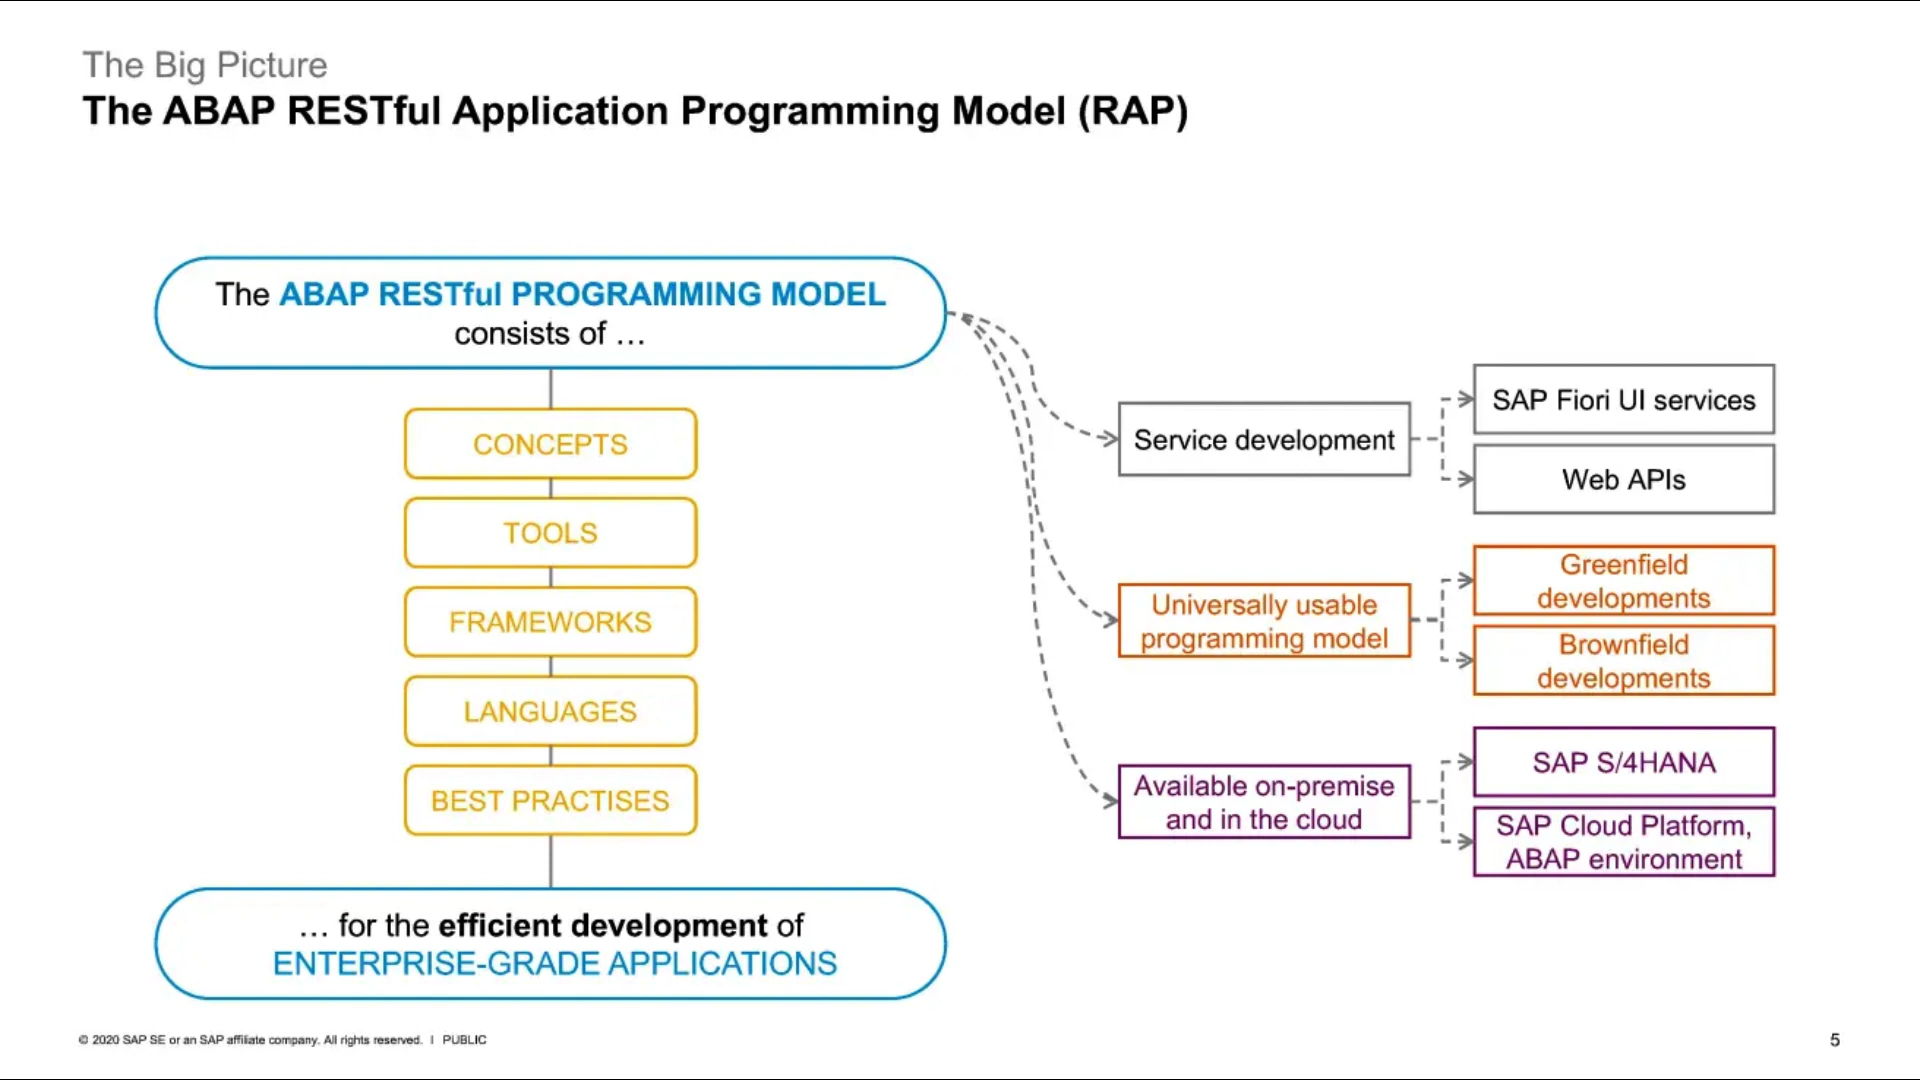 The Big Picture
The ABAP RESTful Application Programming Model (RAP)
The ABAP RESTful PROGRAMMING MODEL
consists of …
CONCEPTS
TOOLS
FRAMEWORKS
LANGUAGES
BEST PRACTISES
… for the efficient development of
ENTERPRISE-GRADE APPLICATIONS
Service development
SAP Fiori UI services
Web APIs
Universally usable
programming model
Greenfield
developments
Brownfield
developments
Available on-premise
and in the cloud
SAP S/4HANA
SAP Cloud Platform,
ABAP environment
© 2020 SAP SE or an SAP affiliate company. All rights reserved. I PUBLIC
5